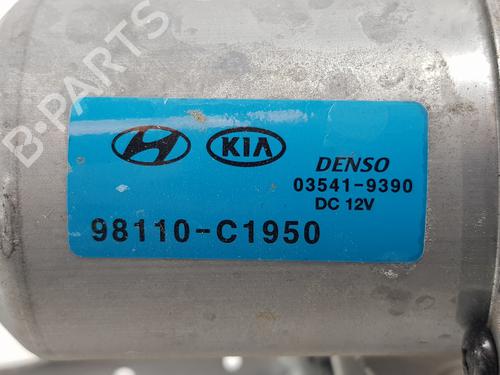 B-PARTS
KIA
DENSO
03541-9390
DC 12V
98110-C1950